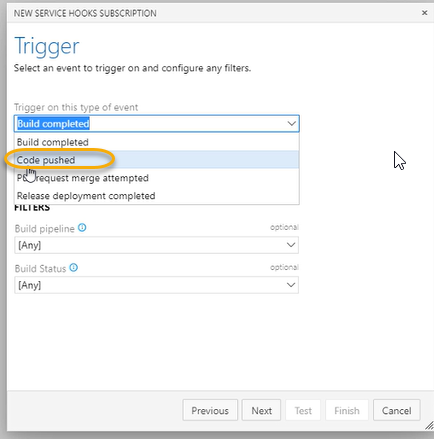 NEW SERVICE HOOKS SUBSCRIPTION
Trigger
Select an event to trigger on and configure any filters.
Trigger on this type of event
Build completed
Build completed
Code pushed
request merge attempted
Release deployment completed
FILTERS
Build pipeline optional
[Any]
Build Status optional
[Any]
Previous Next Test Finish Cancel